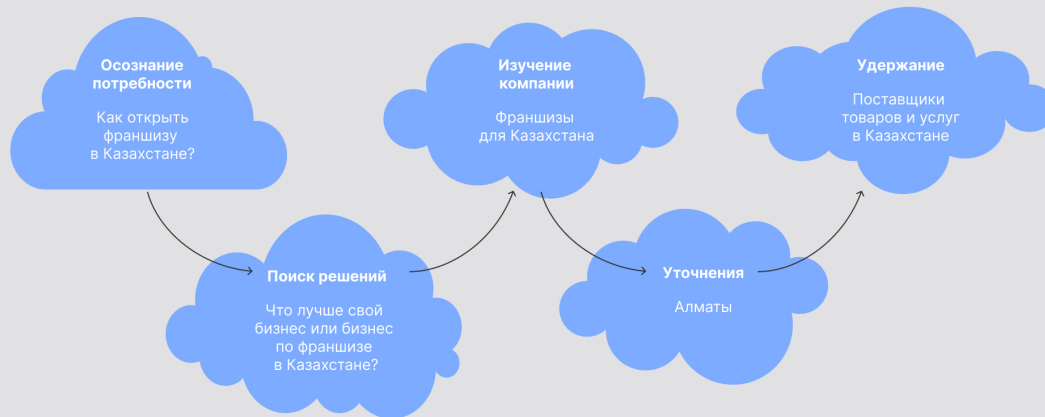 Осознание
потребности
Как открыть
франшизу
в Казахстане?
Поиск решений
Что лучше свой
бизнес или бизнес
по франшизе
в Казахстане?
Изучение
компании
Франшизы
для Казахстана
Уточнения
Алматы
Удержание
Поставщики
товаров и услуг
в Казахстане